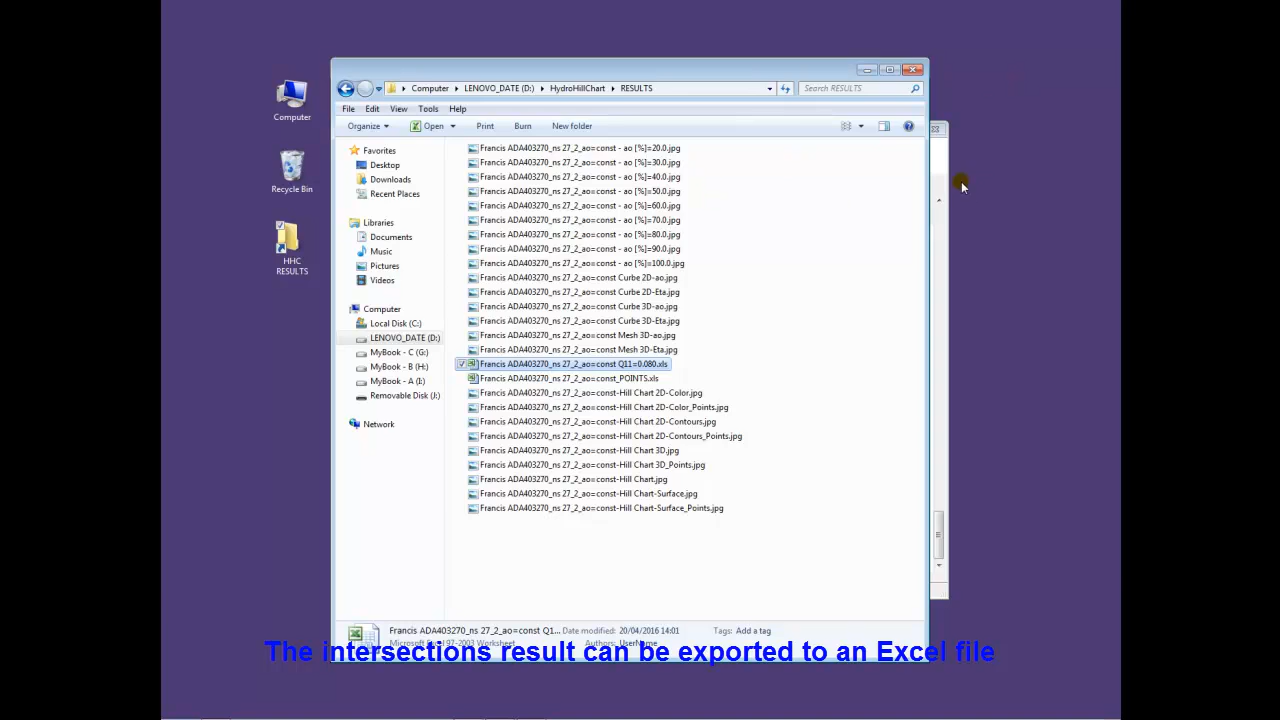 Computer
Recycle Bin
HHC
RESULTS
Computer
LENOVO_DATE (D:)
HydroHillChart
RESULTS
Search RESULTS
File Edit View Tools Help
Organize Open Print Burn New folder
Favorites
Desktop
Downloads
Recent Places
Libraries
Documents
Music
Pictures
Videos
Computer
Local Disk (C:)
LENOVO_DATE (D:)
MyBook - C (G:)
MyBook - B (H:)
MyBook - A (I:)
Removable Disk (J:)
Network
Francis ADA403270_ns 27_2_ao=const - ao [%]=20.0.jpg
Francis ADA403270_ns 27_2_ao=const - ao [%]=30.0.jpg
Francis ADA403270_ns 27_2_ao=const - ao [%]=40.0.jpg
Francis ADA403270_ns 27_2_ao=const - ao [%]=50.0.jpg
Francis ADA403270_ns 27_2_ao=const - ao [%]=60.0.jpg
Francis ADA403270_ns 27_2_ao=const - ao [%]=70.0.jpg
Francis ADA403270_ns 27_2_ao=const - ao [%]=80.0.jpg
Francis ADA403270_ns 27_2_ao=const - ao [%]=90.0.jpg
Francis ADA403270_ns 27_2_ao=const - ao [%]=100.0.jpg
Francis ADA403270_ns 27_2_ao=const Curbe 2D-ao.jpg
Francis ADA403270_ns 27_2_ao=const Curbe 2D-Eta.jpg
Francis ADA403270_ns 27_2_ao=const Curbe 3D-ao.jpg
Francis ADA403270_ns 27_2_ao=const Curbe 3D-Eta.jpg
Francis ADA403270_ns 27_2_ao=const Mesh 3D-ao.jpg
Francis ADA403270_ns 27_2_ao=const Mesh 3D-Eta.jpg
Francis ADA403270_ns 27_2_ao=const Q11=0.080.xls
Francis ADA403270_ns 27_2_ao=const_POINTS.xls
Francis ADA403270_ns 27_2_ao=const-Hill Chart 2D-Color.jpg
Francis ADA403270_ns 27_2_ao=const-Hill Chart 2D-Color_Points.jpg
Francis ADA403270_ns 27_2_ao=const-Hill Chart 2D-Contours.jpg
Francis ADA403270_ns 27_2_ao=const-Hill Chart 2D-Contours_Points.jpg
Francis ADA403270_ns 27_2_ao=const-Hill Chart 3D.jpg
Francis ADA403270_ns 27_2_ao=const-Hill Chart 3D_Points.jpg
Francis ADA403270_ns 27_2_ao=const-Hill Chart.jpg
Francis ADA403270_ns 27_2_ao=const-Hill Chart-Surface.jpg
Francis ADA403270_ns 27_2_ao=const-Hill Chart-Surface_Points.jpg
Francis ADA403270_ns 27_2_ao=const Q1... Date modified: 20/04/2016 14:01 Tags: Add a tag
Microsoft Excel 97-2003 Worksheet Authors: UserName
The intersections result can be exported to an Excel file